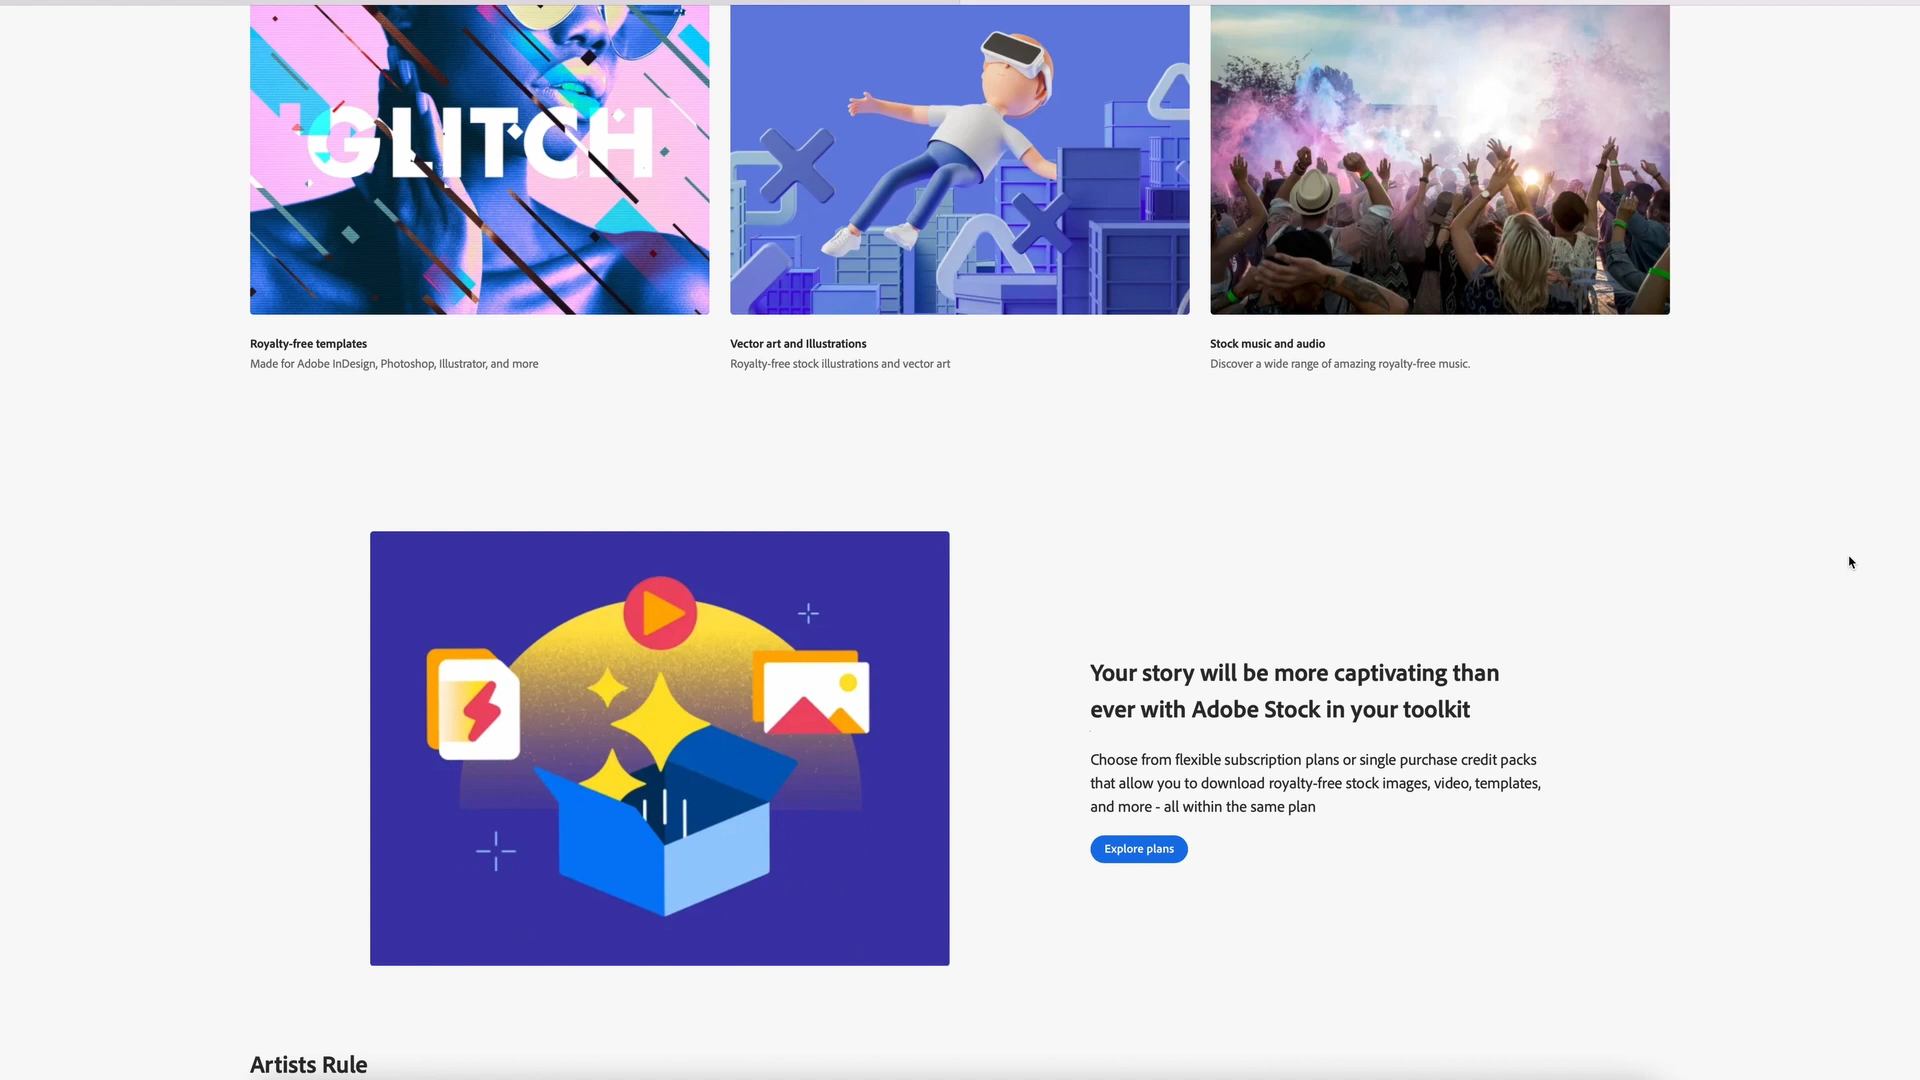 GLITCH
Royalty-free templates
Made for Adobe InDesign, Photoshop, Illustrator, and more
Vector art and Illustrations
Royalty-free stock illustrations and vector art
Stock music and audio
Discover a wide range of amazing royalty-free music.
Your story will be more captivating than
ever with Adobe Stock in your toolkit
Choose from flexible subscription plans or single purchase credit packs
that allow you to download royalty-free stock images, video, templates,
and more - all within the same plan
Explore plans
Artists Rule